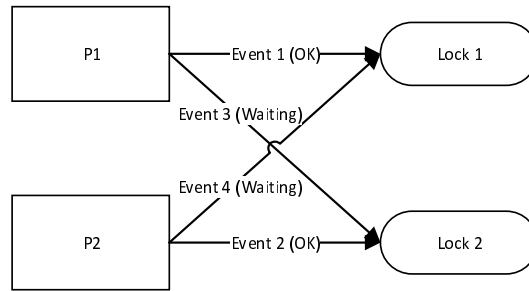 P1
Event 1 (OK)
Lock 1
Event 3 (Waiting)
Event 4 (Waiting)
P2
Event 2 (OK)
Lock 2